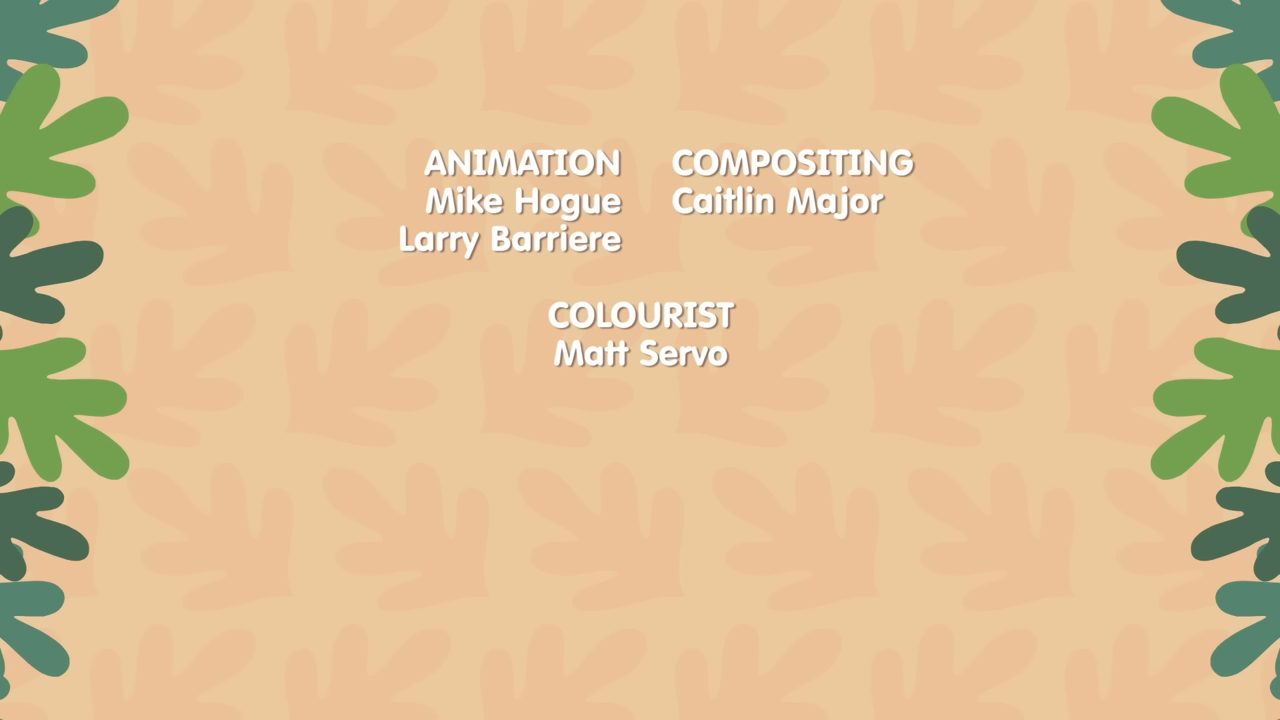 ANIMATION
Mike Hogue
Larry Barriere
COMPOSITING
Caitlin Major
COLOURIST
Matt Servo